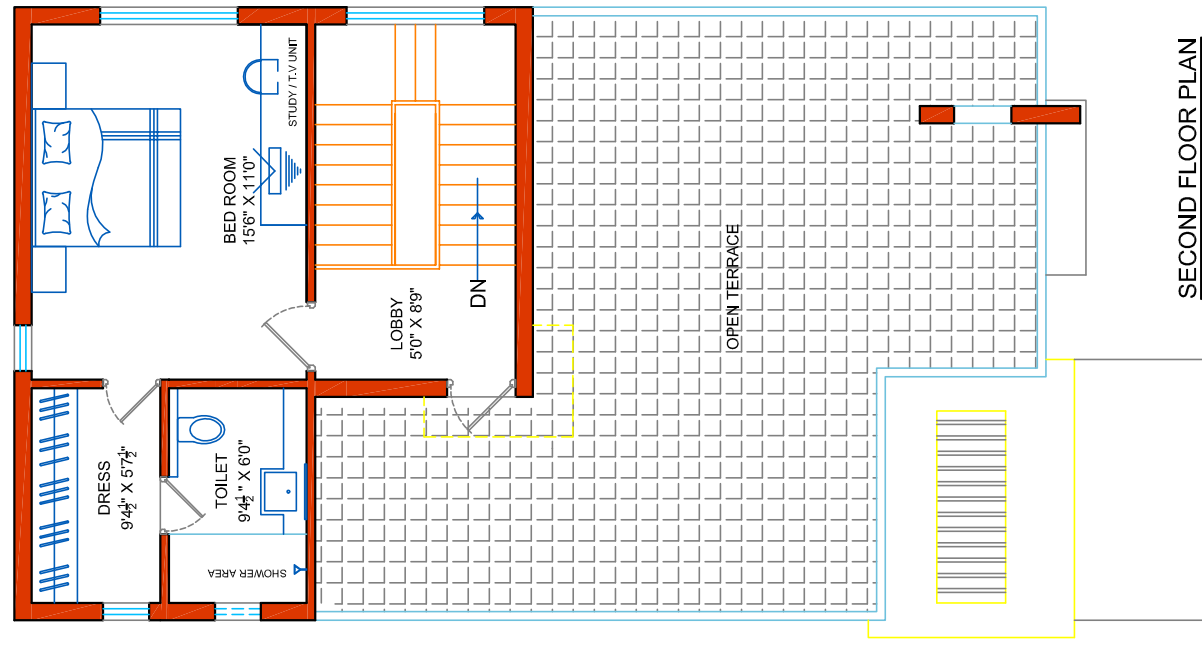 STUDY / T.V UNIT
BED ROOM
15'6" X 11'0"
LOBBY
5'0" X 8'9"
DN
DRESS
9'4½" X 5'7½"
TOILET
9'4½" X 6'0"
SHOWER AREA
OPEN TERRACE
SECOND FLOOR PLAN